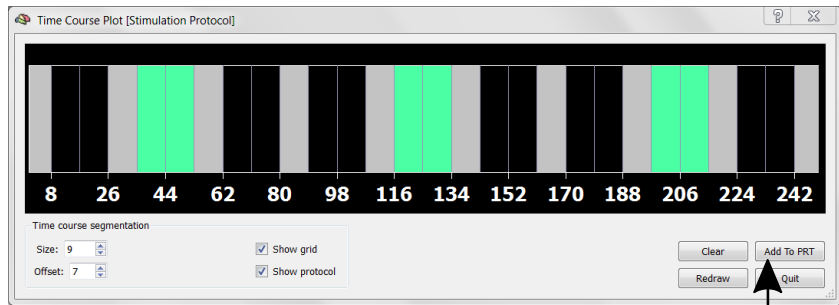 Time Course Plot [Stimulation Protocol]
8 26 44 62 80 98 116 134 152 170 188 206 224 242
Time course segmentation
Size: 9 Show grid Clear Add To PRT
Offset: 7 Show protocol Redraw Quit